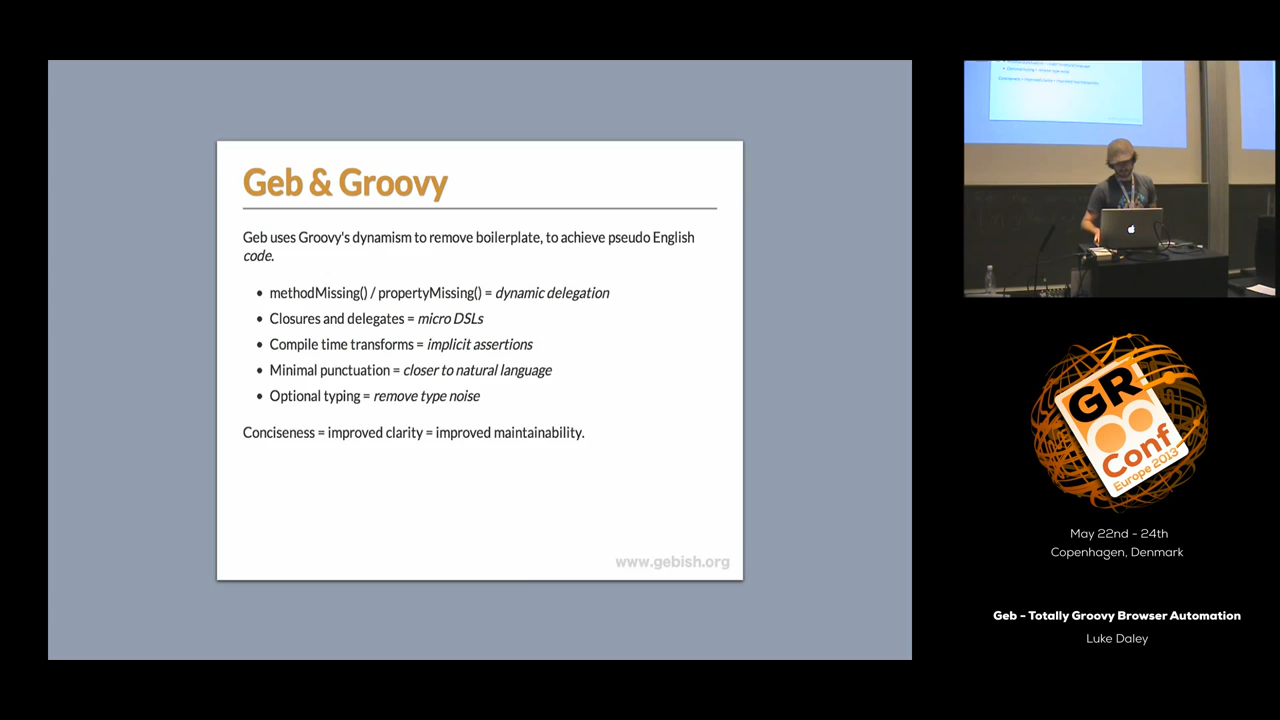 Geb & Groovy
Geb uses Groovy's dynamism to remove boilerplate, to achieve pseudo English
code.
• methodMissing() / propertyMissing() = dynamic delegation
• Closures and delegates = micro DSLs
• Compile time transforms = implicit assertions
• Minimal punctuation = closer to natural language
• Optional typing = remove type noise
Conciseness = improved clarity = improved maintainability.
www.gebish.org
GR
Conf
Europe 2013
May 22nd - 24th
Copenhagen, Denmark
Geb - Totally Groovy Browser Automation
Luke Daley